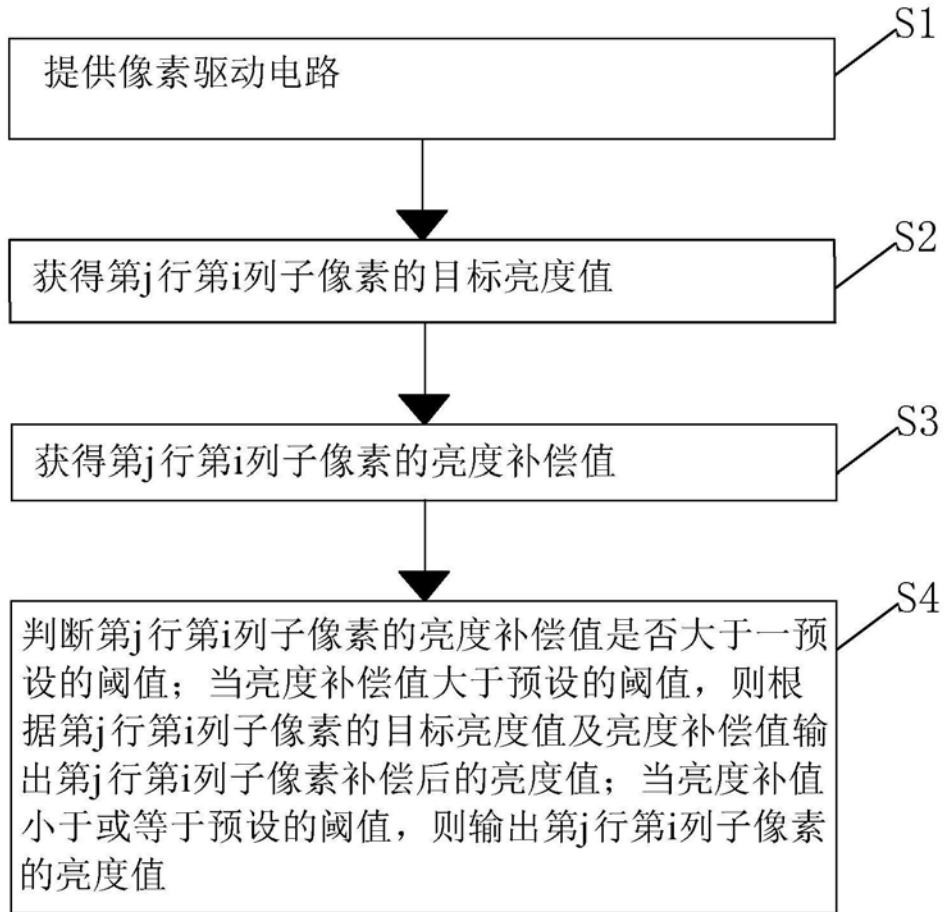 S1
提供像素驱动电路
S2
获得第j行第i列子像素的目标亮度值
S3
获得第j行第i列子像素的亮度补偿值
S4
判断第j行第i列子像素的亮度补偿值是否大于一预
设的阈值；当亮度补偿值大于预设的阈值，则根
据第j行第i列子像素的目标亮度值及亮度补偿值输
出第j行第i列子像素补偿后的亮度值；当亮度补值
小于或等于预设的阈值，则输出第j行第i列子像素
的亮度值